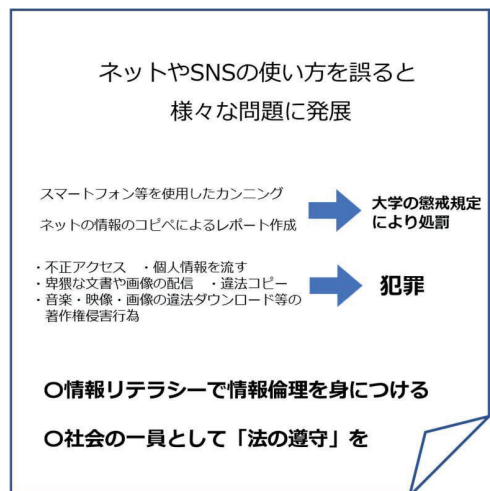 ネットやSNSの使い方を誤ると
様々な問題に発展
スマートフォン等を使用したカンニング
ネットの情報のコピペによるレポート作成
大学の懲戒規定
により処罰
・不正アクセス ・個人情報を流す
・卑猥な文書や画像の配信 ・違法コピー
・音楽・映像・画像の違法ダウンロード等の
著作権侵害行為
犯罪
〇情報リテラシーで情報倫理を身につける
〇社会の一員として「法の遵守」を